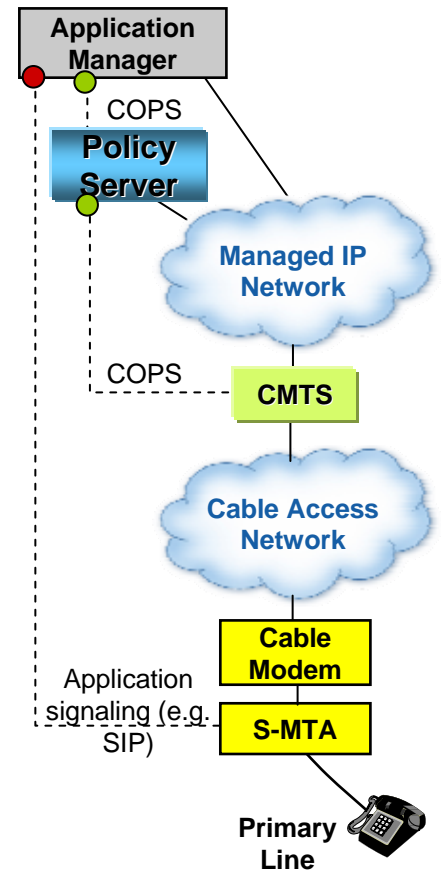 Application
Manager
COPS
Policy
Server
Managed IP
Network
COPS
CMTS
Cable Access
Network
Cable
Modem
Application
signaling (e.g.
SIP)
S-MTA
Primary
Line